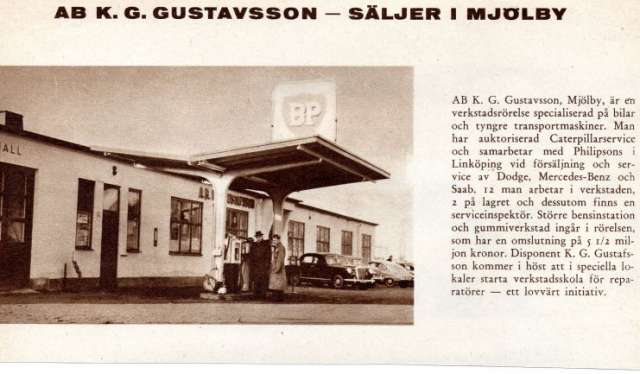 AB K. G. GUSTAVSSON — SÄLJER I MJÖLBY
ALL
BP
AB K. G. Gustavsson, Mjölby, är en
verkstadsrörelse specialiserad på bilar
och tyngre transportmaskiner. Man
har auktoriserad Caterpillarservice
och samarbetar med Philipsons i
Linköping vid försäljning och ser-
vice av Dodge, Mercedes-Benz och
Saab. 12 man arbetar i verkstaden,
2 på lagret och dessutom finns en
serviceinspektör. Större bensinstation
och gummiverkstad ingår i rörelsen,
som har en omslutning på 5 1/2 mil-
jon kronor. Disponent K. G. Gustafs-
son kommer i höst att i speciella lo-
kaler starta verkstadsskola för repa-
ratörer — ett lovvärt initiativ.